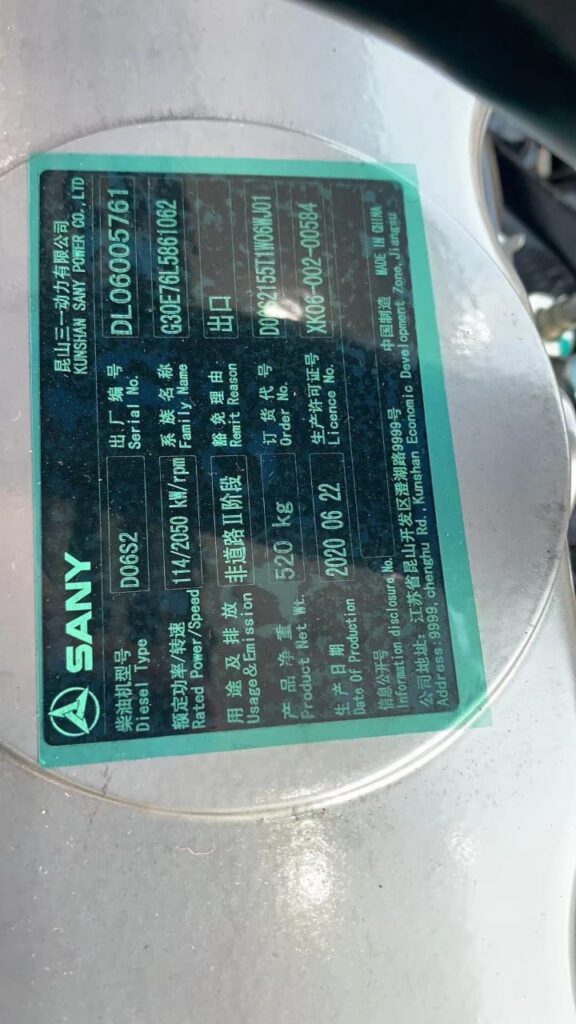 SANY
昆山三一动力有限公司
KUNSHAN SANY POWER CO.,LTD
柴油机型号 D06S2 出厂编号 DL06005761
Diesel Type Serial No.
额定功率/转速 114/2050 kW/rpm 系族名称 G30E76L5861062
Rated Power/Speed Family Name
用途及排放 非道路II阶段 豁免理由 出口
Usage&Emission Remit Reason
产品净重 520 kg 订货代号
Product Net Wt. Order No.
生产日期 2020 06 22 生产许可证号 XK06-002-00584
Date Of Production Licence No.
信息公开号
Information disclosure No.
中国制造 MADE IN CHINA
公司地址：江苏省昆山开发区澄湖路9999号
Address:9999,chenghu Rd.,Kunshan Economic Development Zone,Jiangsu